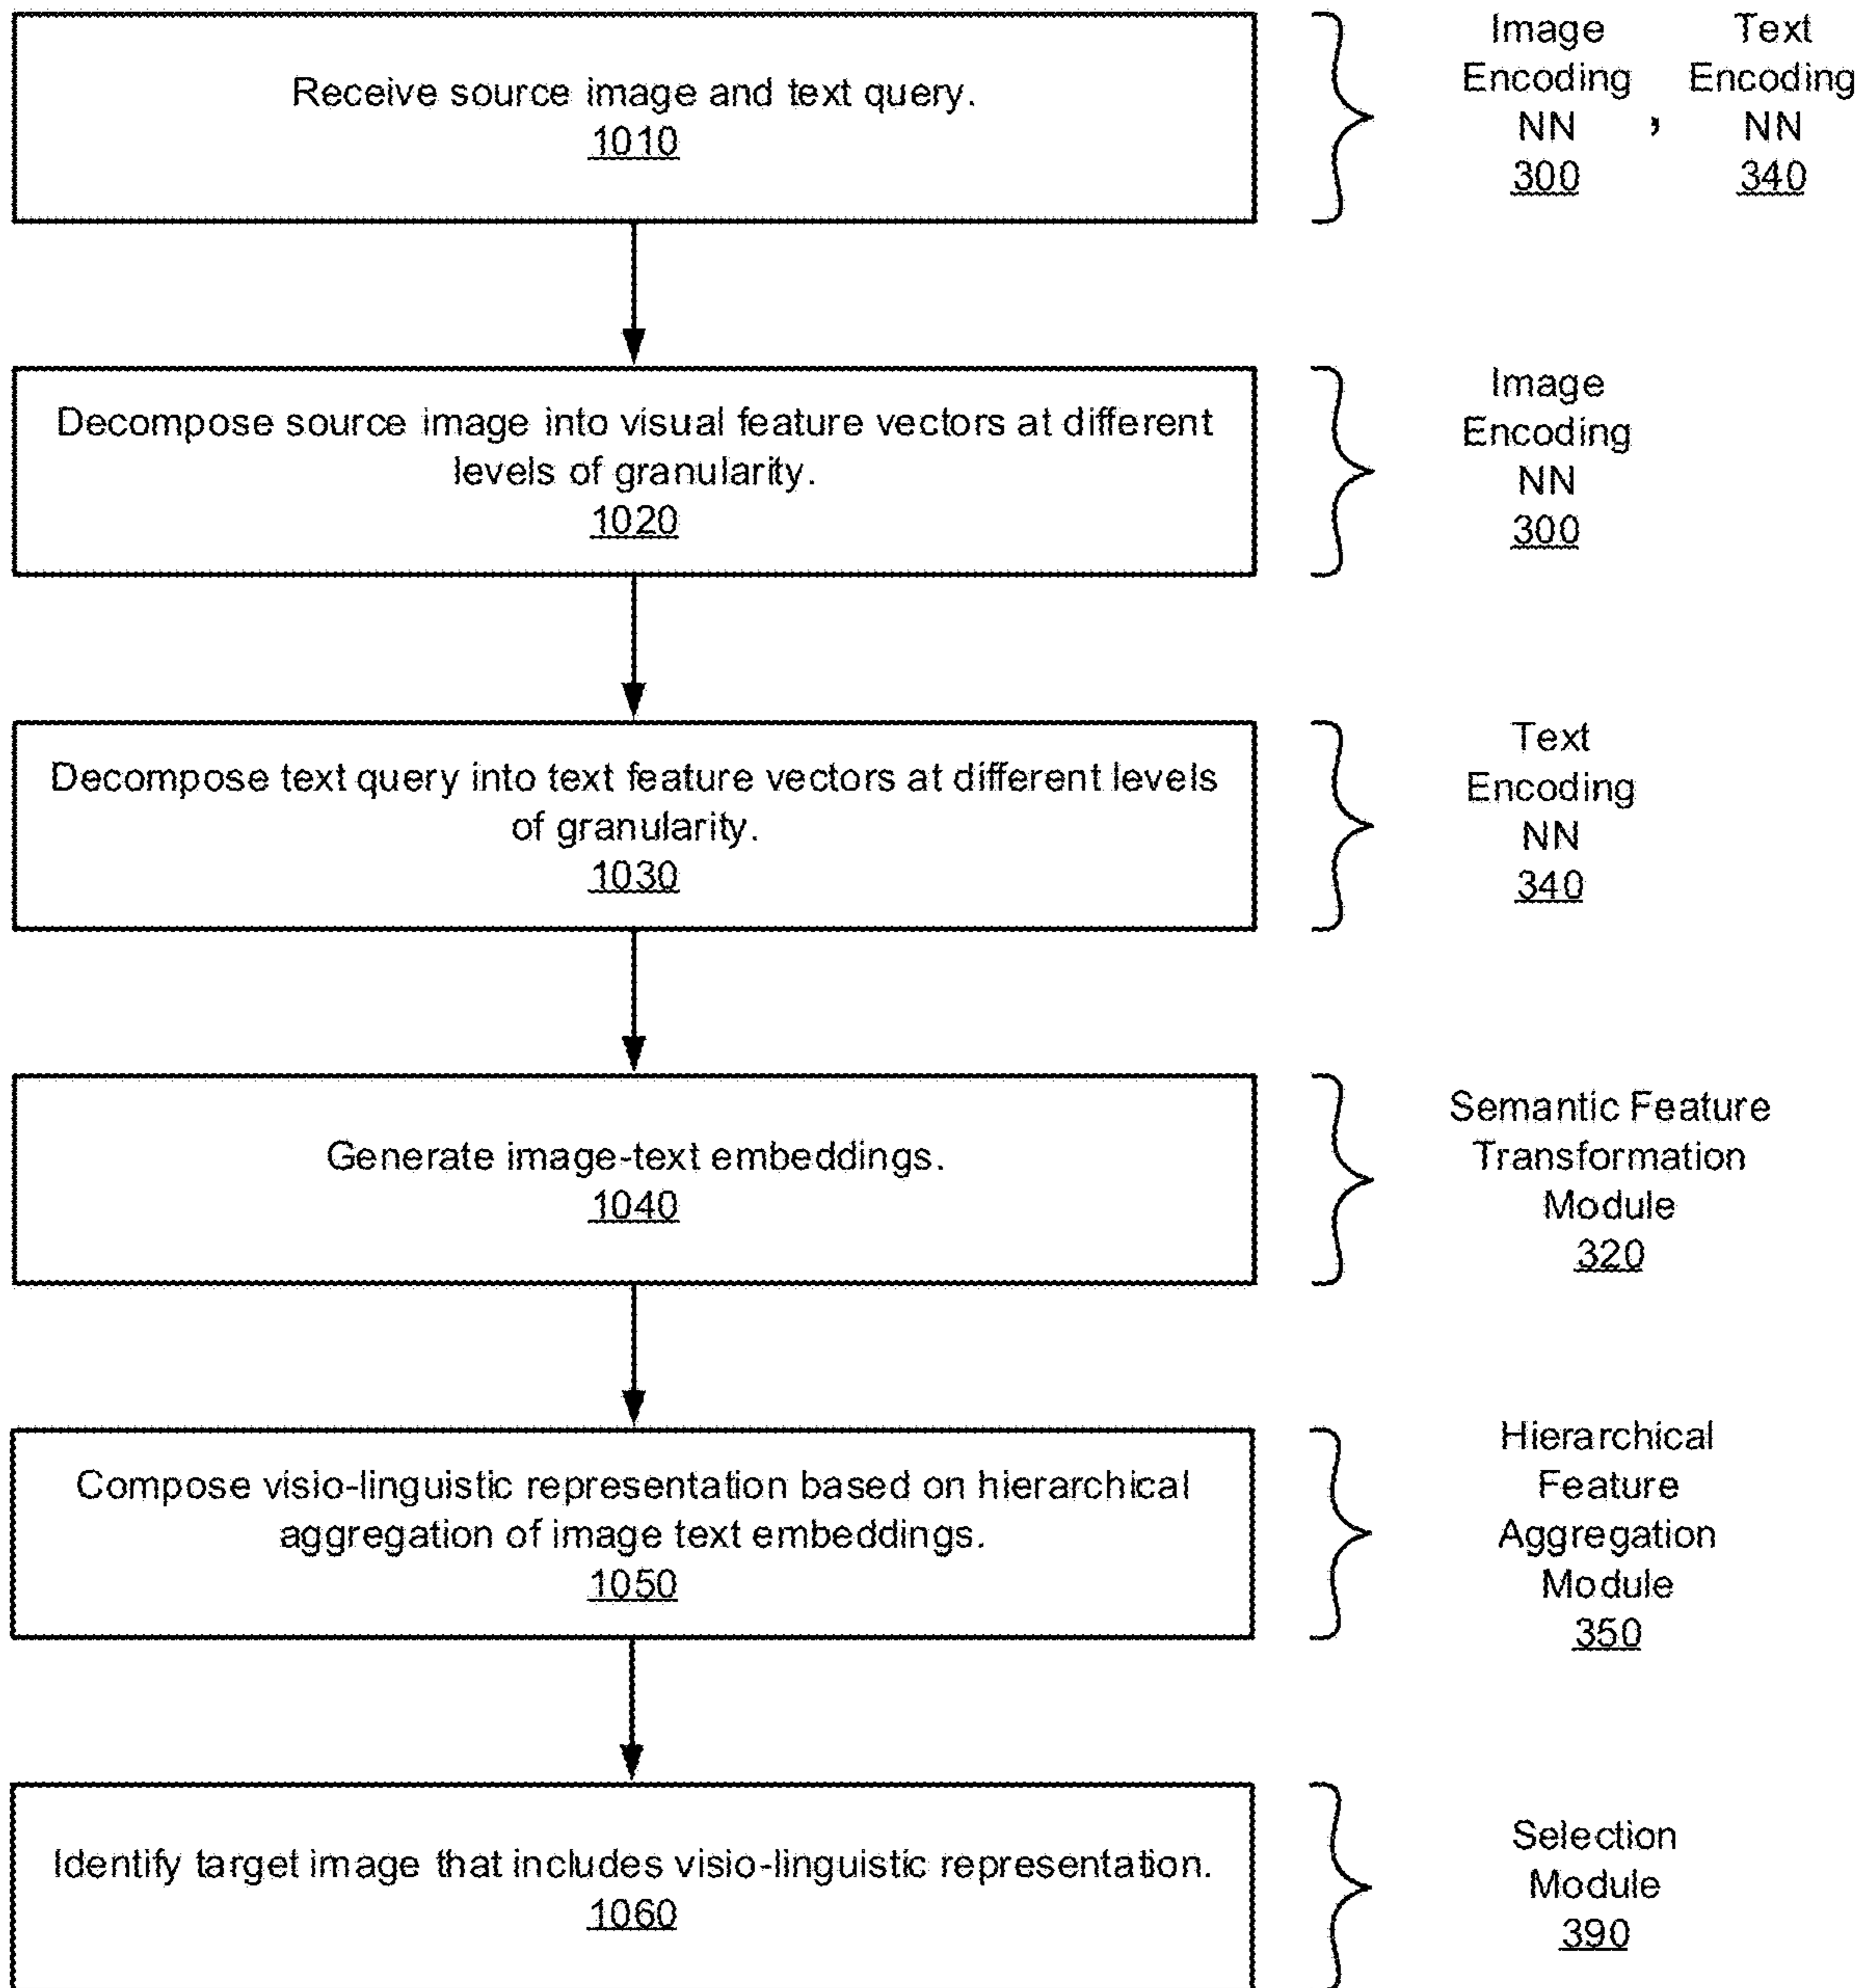 Receive source image and text query.
1010
Image Encoding NN 300
,
Text Encoding NN 340
Decompose source image into visual feature vectors at different
levels of granularity.
1020
Image
Encoding
NN
300
Decompose text query into text feature vectors at different levels
of granularity.
1030
Text
Encoding
NN
340
Generate image-text embeddings.
1040
Semantic Feature
Transformation
Module
320
Compose visio-linguistic representation based on hierarchical
aggregation of image text embeddings.
1050
Hierarchical
Feature
Aggregation
Module
350
Identify target image that includes visio-linguistic representation.
1060
Selection
Module
390